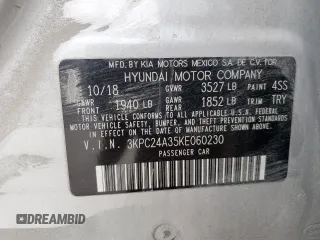 MFD.BY KIA MOTORS MEXICO S.A DE C.V. FOR
HYUNDAI MOTOR COMPANY
10/18 GVWR 3527 LB PAINT 4SS
GAWR FRT 1940 LB GAWR REAR 1852 LB TRIM TRY
THIS VEHICLE CONFORMS TO ALL APPLICABLE U.S.
FEDERAL MOTOR VEHICLE
SAFETY, BUMPER, AND THEFT PREVENTION STANDARDS
IN EFFECT ON THE DATE OF MANUFACTURE SHOWN ABOVE.
V.I.N. 3KPC24A35KE060230
PASSENGER CAR
DREAMBID